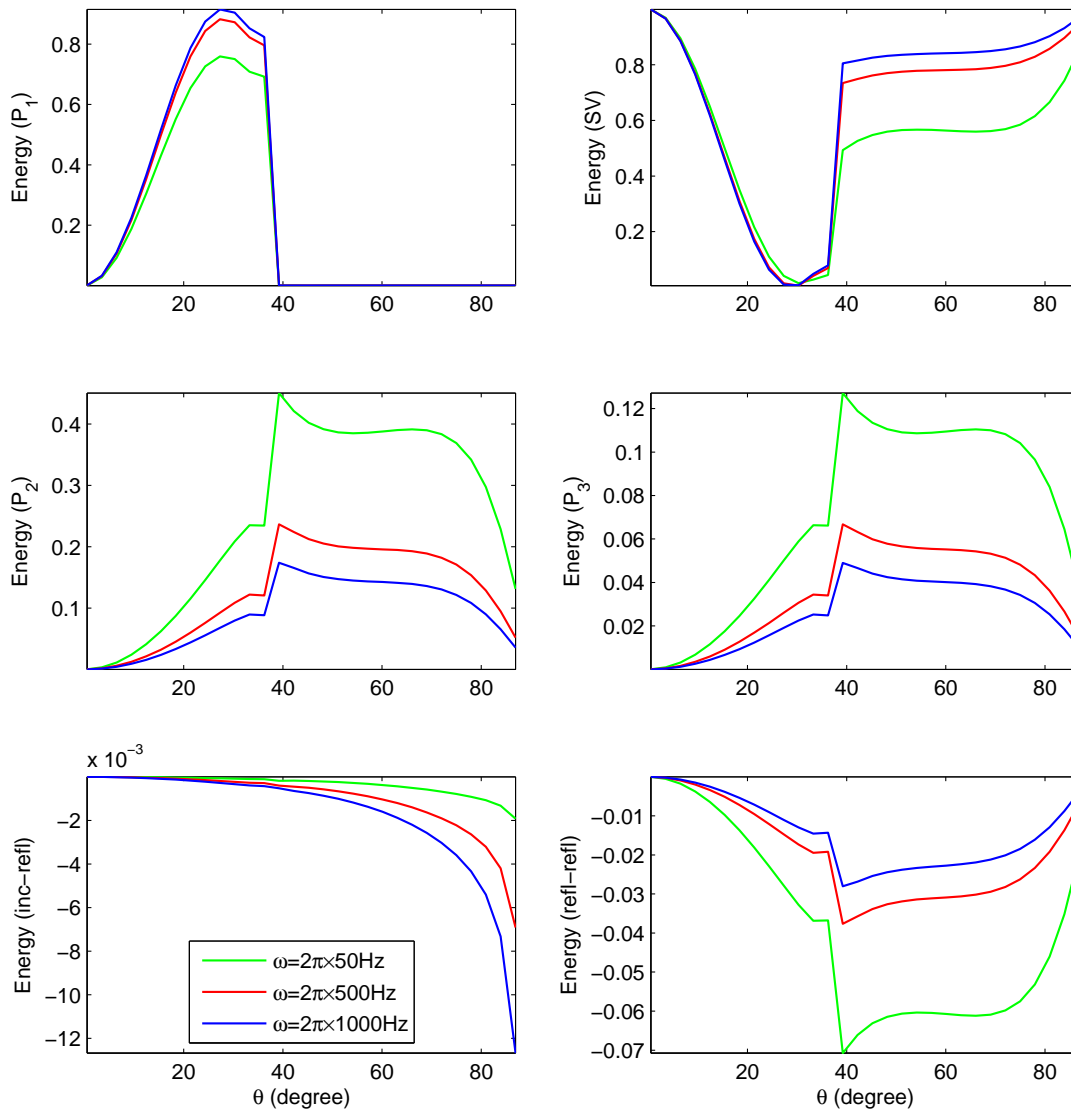 0.8
0.6
0.4
0.2
20 40 60 80
Energy (P1)
0.8
0.6
0.4
0.2
20 40 60 80
Energy (SV)
0.4
0.3
0.2
0.1
20 40 60 80
Energy (P2)
0.12
0.1
0.08
0.06
0.04
0.02
20 40 60 80
Energy (P3)
x 10−3
−2
−4
−6
−8
−10
−12
20 40 60 80
θ (degree)
Energy (inc−refl)
ω=2π×50Hz
ω=2π×500Hz
ω=2π×1000Hz
−0.01
−0.02
−0.03
−0.04
−0.05
−0.06
−0.07
20 40 60 80
θ (degree)
Energy (refl−refl)